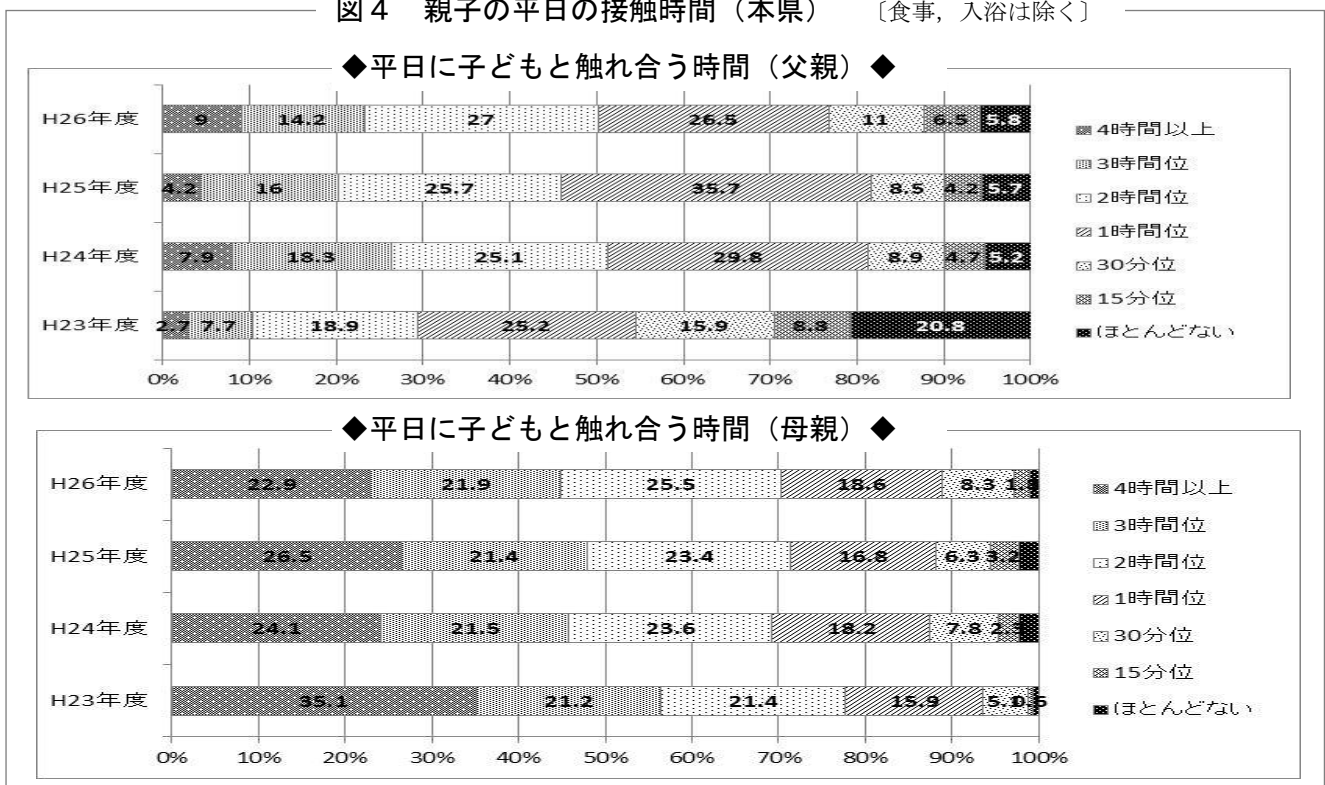 図４ 親子の平日の接触時間（本県） 〔食事，入浴は除く〕
◆平日に子どもと触れ合う時間（父親）◆
H26年度 9 14.2 27 26.5 11 6.5 5.8
H25年度 4.2 16 25.7 35.7 8.5 4.2 5.7
H24年度 7.9 18.3 25.1 29.8 8.9 4.7 5.2
H23年度 2.7 7.7 18.9 25.2 15.9 8.8 20.8
0% 10% 20% 30% 40% 50% 60% 70% 80% 90% 100%
4時間以上
3時間位
2時間位
1時間位
30分位
15分位
ほとんどない
◆平日に子どもと触れ合う時間（母親）◆
H26年度 22.9 21.9 25.5 18.6 8.3
H25年度 26.5 21.4 23.4 16.8 6.3 3.2
H24年度 24.1 21.5 23.6 18.2 7.8
H23年度 35.1 21.2 21.4 15.9
0% 10% 20% 30% 40% 50% 60% 70% 80% 90% 100%
4時間以上
3時間位
2時間位
1時間位
30分位
15分位
ほとんどない